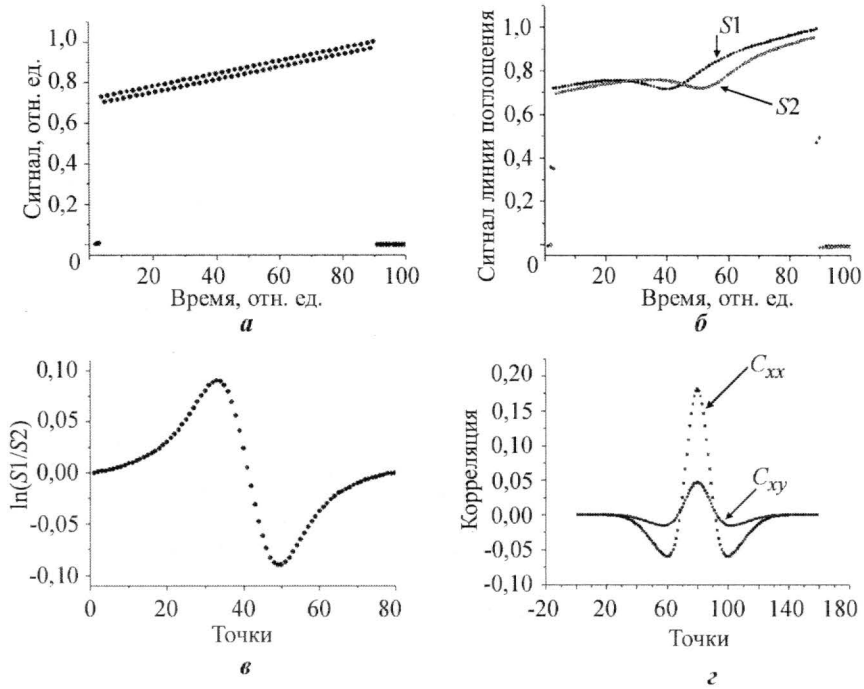 Сигнал, отн. ед.
1,0
0,8
0,6
0,4
0,2
0
20 40 60 80 100
Время, отн. ед.
а
Сигнал линии поглощения
1,0
0,8
0,6
0,4
0,2
0
S1
S2
20 40 60 80 100
Время, отн. ед.
б
ln(S1/S2)
0,10
0,05
0,00
-0,05
-0,10
0 20 40 60 80
Точки
в
Корреляция
0,20
0,15
0,10
0,05
0,00
-0,05
-0,10
Cxx
Cxy
-20 20 60 100 140 180
Точки
г